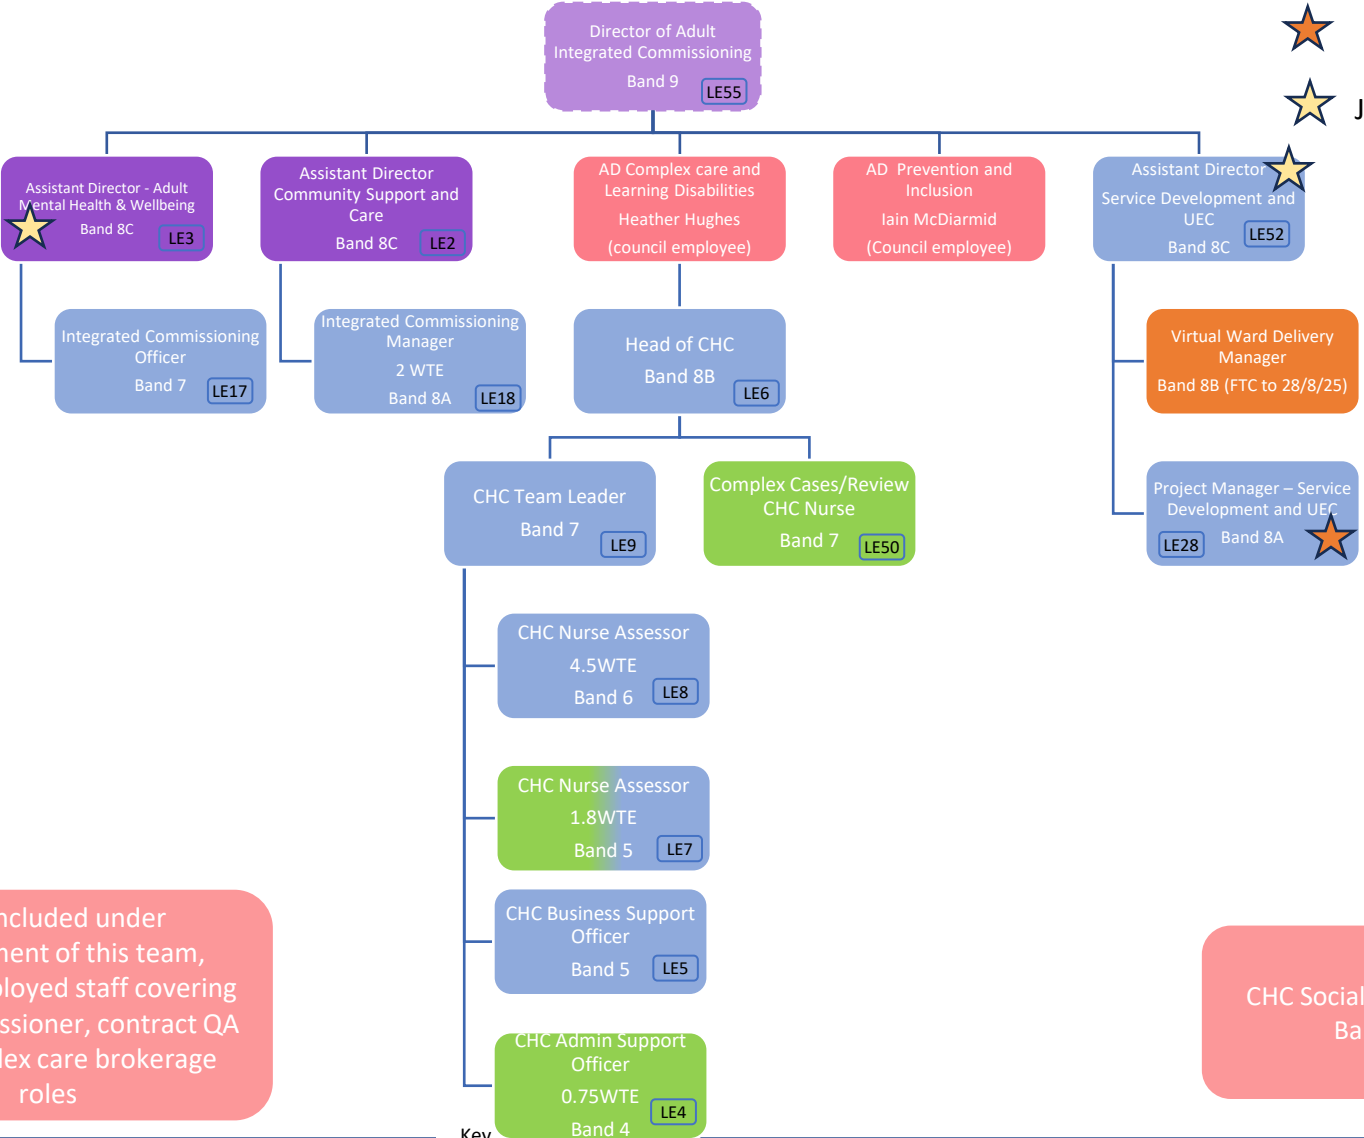 Director of Adult
Integrated Commissioning
Band 9
LE55
J
Assistant Director - Adult
Mental Health & Wellbeing
Band 8C
LE3
Assistant Director
Community Support and
Care
Band 8C
LE2
AD Complex care and
Learning Disabilities
Heather Hughes
(council employee)
AD Prevention and
Inclusion
Iain McDiarmid
(Council employee)
Assistant Director
Service Development and
UEC
Band 8C
LE52
Integrated Commissioning
Officer
Band 7
LE17
Integrated Commissioning
Manager
2 WTE
Band 8A
LE18
Head of CHC
Band 8B
LE6
Virtual Ward Delivery
Manager
Band 8B (FTC to 28/8/25)
CHC Team Leader
Band 7
LE9
Complex Cases/Review
CHC Nurse
Band 7
LE50
Project Manager – Service
Development and UEC
Band 8A
LE28
CHC Nurse Assessor
4.5WTE
Band 6
LE8
CHC Nurse Assessor
1.8WTE
Band 5
LE7
CHC Business Support
Officer
Band 5
LE5
CHC Admin Support
Officer
0.75WTE
Band 4
LE4
ncluded under
ment of this team,
ployed staff covering
ssioner, contract QA
lex care brokerage
roles
CHC Social
Ba
Key